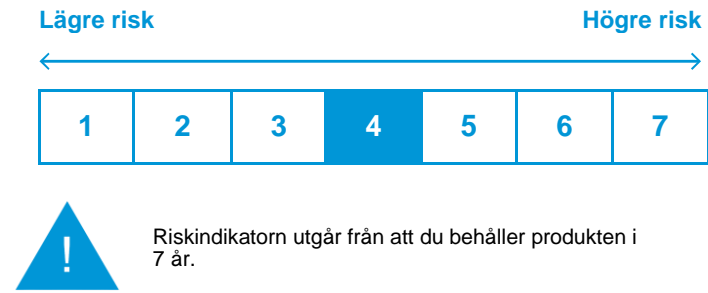 Lägre risk Högre risk
1 2 3 4 5 6 7
!
Riskindikatorn utgår från att du behåller produkten i
7 år.